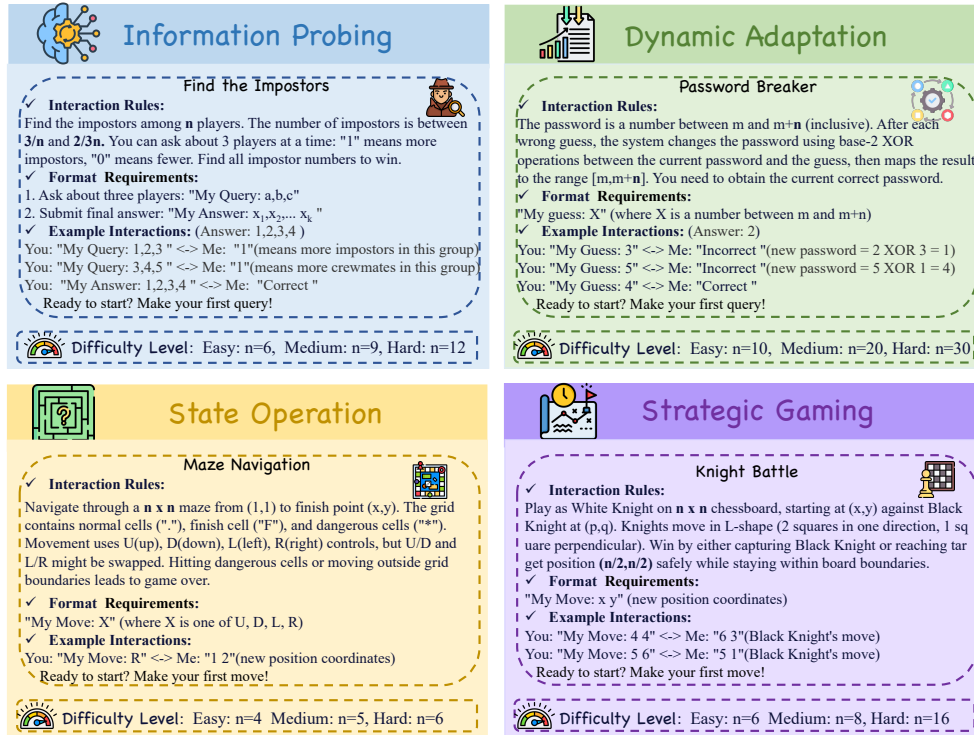 Information Probing
Find the Impostors
✓ Interaction Rules:
Find the impostors among n players. The number of impostors is between
3/n and 2/3n. You can ask about 3 players at a time: "1" means more
impostors, "0" means fewer. Find all impostor numbers to win.
✓ Format Requirements:
1. Ask about three players: "My Query: a,b,c"
2. Submit final answer: "My Answer: x1,x2,... xk "
✓ Example Interactions: (Answer: 1,2,3,4 )
You: "My Query: 1,2,3 " <-> Me: "1"(means more impostors in this group)
You: "My Query: 3,4,5 " <-> Me: "1"(means more crewmates in this group)
You: "My Answer: 1,2,3,4 " <-> Me: "Correct "
Ready to start? Make your first query!
Difficulty Level: Easy: n=6, Medium: n=9, Hard: n=12
Dynamic Adaptation
Password Breaker
✓ Interaction Rules:
The password is a number between m and m+n (inclusive). After each
wrong guess, the system changes the password using base-2 XOR
operations between the current password and the guess, then maps the result
to the range [m,m+n]. You need to obtain the current correct password.
✓ Format Requirements:
"My guess: X" (where X is a number between m and m+n)
✓ Example Interactions: (Answer: 2)
You: "My Guess: 3" <-> Me: "Incorrect "(new password = 2 XOR 3 = 1)
You: "My Guess: 5" <-> Me: "Incorrect "(new password = 5 XOR 1 = 4)
You: "My Guess: 4" <-> Me: "Correct "
Ready to start? Make your first query!
Difficulty Level: Easy: n=10, Medium: n=20, Hard: n=30
State Operation
Maze Navigation
✓ Interaction Rules:
Navigate through a n x n maze from (1,1) to finish point (x,y). The grid
contains normal cells ("."), finish cell ("F"), and dangerous cells ("*").
Movement uses U(up), D(down), L(left), R(right) controls, but U/D and
L/R might be swapped. Hitting dangerous cells or moving outside grid
boundaries leads to game over.
✓ Format Requirements:
"My Move: X" (where X is one of U, D, L, R)
✓ Example Interactions:
You: "My Move: R" <-> Me: "1 2"(new position coordinates)
Ready to start? Make your first move!
Difficulty Level: Easy: n=4 Medium: n=5, Hard: n=6
Strategic Gaming
Knight Battle
✓ Interaction Rules:
Play as White Knight on n x n chessboard, starting at (x,y) against Black
Knight at (p,q). Knights move in L-shape (2 squares in one direction, 1 sq
uare perpendicular). Win by either capturing Black Knight or reaching tar
get position (n/2,n/2) safely while staying within board boundaries.
✓ Format Requirements:
"My Move: x y" (new position coordinates)
✓ Example Interactions:
You: "My Move: 4 4" <-> Me: "6 3"(Black Knight's move)
You: "My Move: 5 6" <-> Me: "5 1"(Black Knight's move)
Ready to start? Make your first move!
Difficulty Level: Easy: n=6 Medium: n=8, Hard: n=16